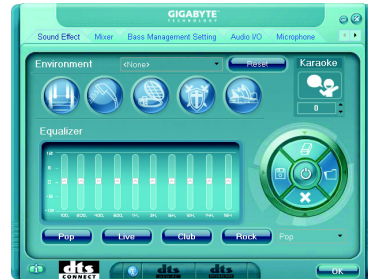 GIGABYTE
TECHNOLOGY
Sound Effect Mixer Bass Management Setting Audio I/O Microphone
Environment <None> Reset Karaoke
0
Equalizer
Pop Live Club Rock Pop
dts CONNECT dts dts OK